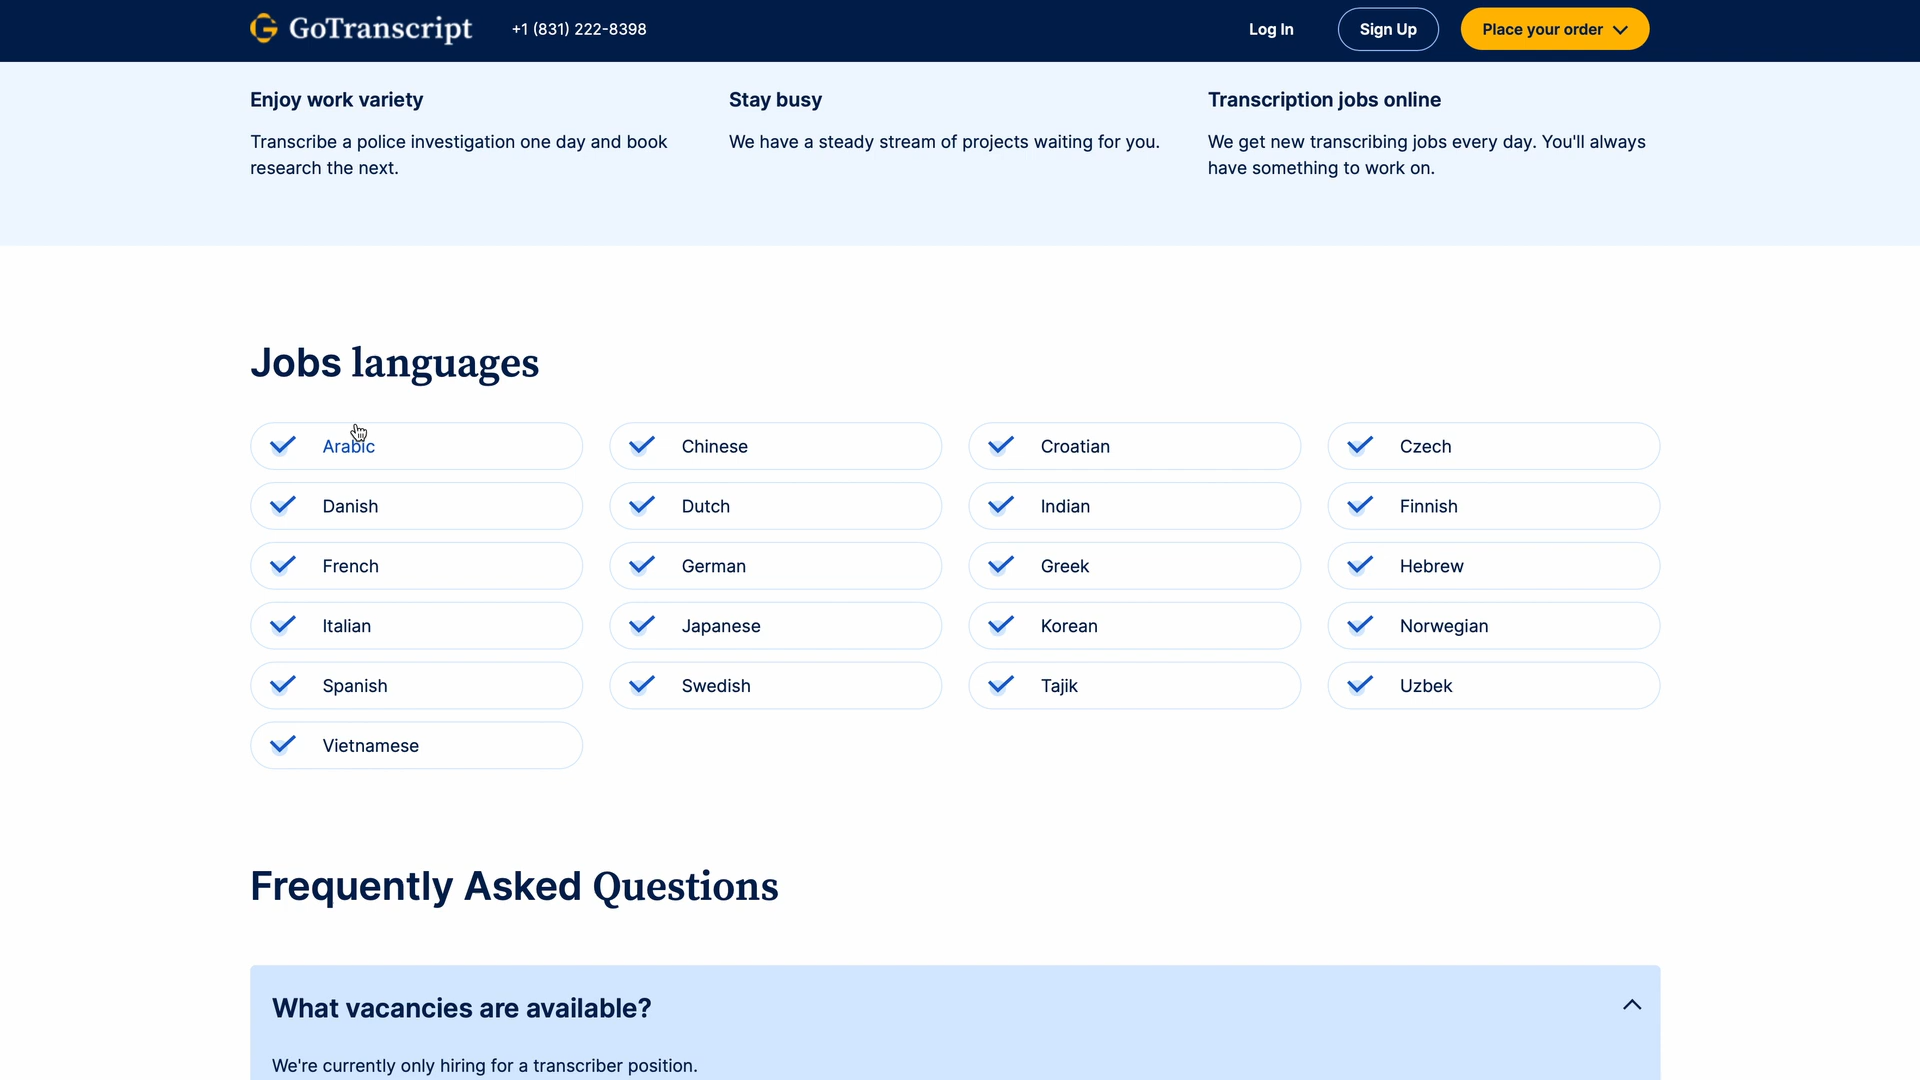 GoTranscript +1 (831) 222-8398 Log In Sign Up Place your order
Enjoy work variety
Transcribe a police investigation one day and book
research the next.
Stay busy
We have a steady stream of projects waiting for you.
Transcription jobs online
We get new transcribing jobs every day. You'll always
have something to work on.
Jobs languages
Arabic Chinese Croatian Czech
Danish Dutch Indian Finnish
French German Greek Hebrew
Italian Japanese Korean Norwegian
Spanish Swedish Tajik Uzbek
Vietnamese
Frequently Asked Questions
What vacancies are available?
We're currently only hiring for a transcriber position.